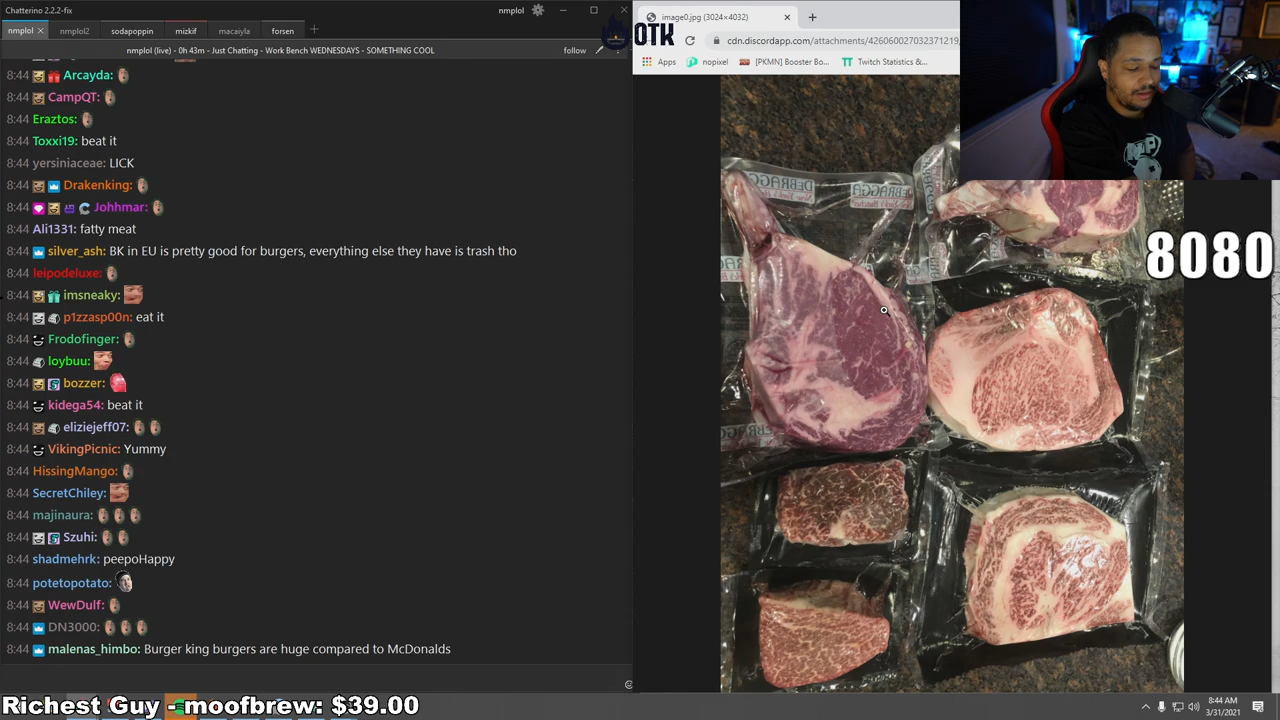 Chatterino 2.2.2-fix
nmplol
nmplol
nmplol2
sodapoppin
mizkif
macaiyla
forsen
nmplol (live) - 0h 43m - Just Chatting - Work Bench WEDNESDAYS - SOMETHING COOL
follow
8:44 Arcayda:
8:44 CampQT:
8:44 Eraztos:
8:44 Toxxi19: beat it
8:44 yersiniaceae: LICK
8:44 Drakenking:
8:44 Johhmar:
8:44 Ali1331: fatty meat
8:44 silver_ash: BK in EU is pretty good for burgers, everything else they have is trash tho
8:44 leipodeluxe:
8:44 imsneaky:
8:44 p1zzasp00n: eat it
8:44 Frodofinger:
8:44 loybuu:
8:44 bozzer:
8:44 kidega54: beat it
8:44 eliziejeff07:
8:44 VikingPicnic: Yummy
8:44 HissingMango:
8:44 SecretChiley:
8:44 majinaura:
8:44 Szuhi:
8:44 shadmehrk: peepoHappy
8:44 potetopotato:
8:44 WewDulf:
8:44 DN3000:
8:44 malenas_himbo: Burger king burgers are huge compared to McDonalds
Richest Guy - moofbrew: $39.00
image0.jpg (3024×4032)
OTK
cdn.discordapp.com/attachments/426060027032371219
Apps
nopixel
[PKMN] Booster Bo...
Twitch Statistics &...
DEBRAGGA
New York's Butcher
8080
8:44 AM
3/31/2021